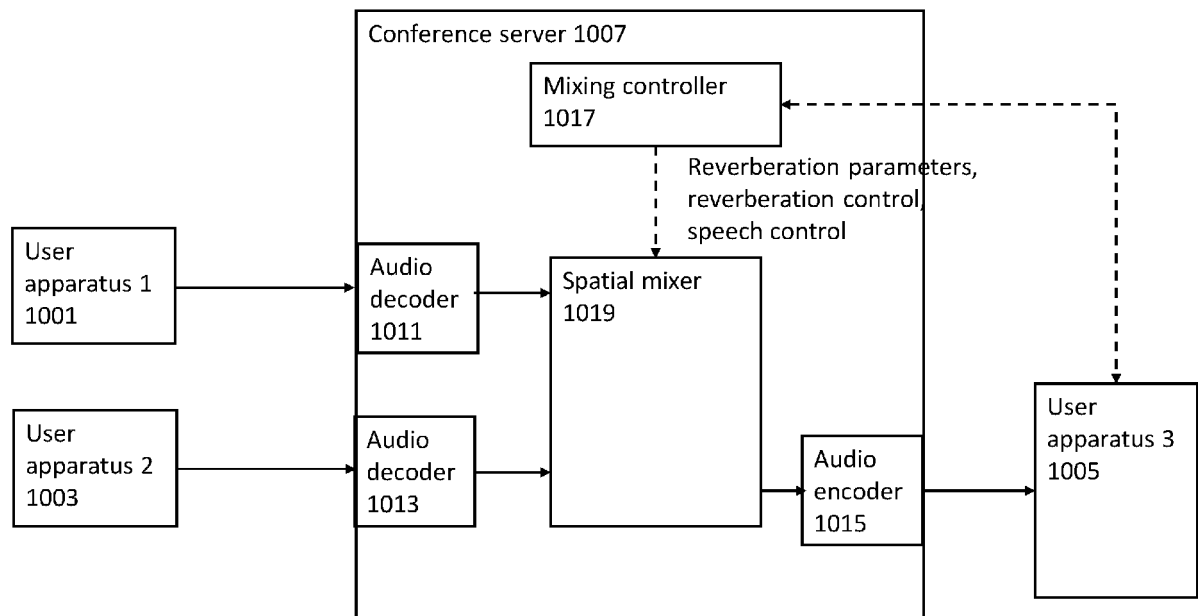 Conference server 1007
Mixing controller
1017
Reverberation parameters,
reverberation control,
speech control
User
apparatus 1
1001
Audio
decoder
1011
Spatial mixer
1019
User
apparatus 2
1003
Audio
decoder
1013
Audio
encoder
1015
User
apparatus 3
1005